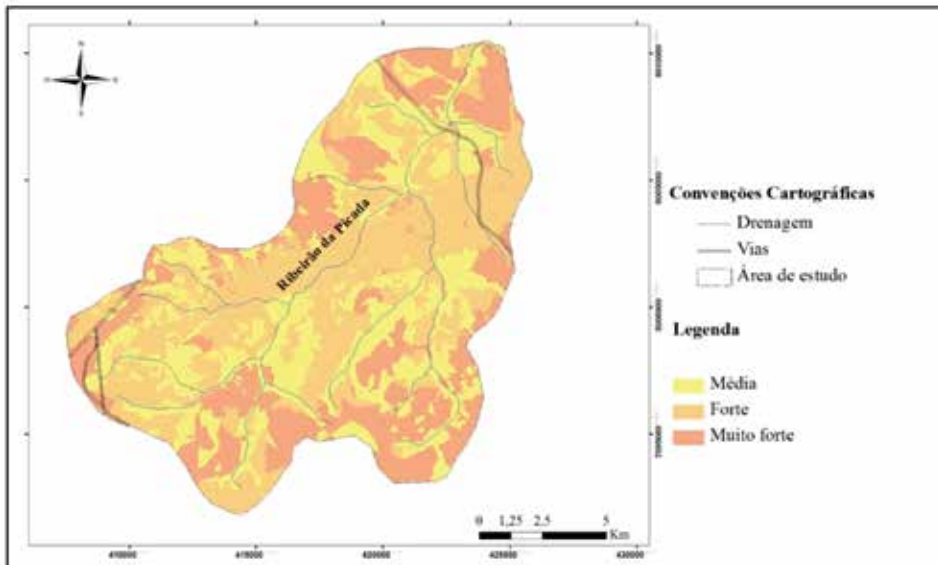 N
Ribeirão da Picada
Convenções Cartográficas
Drenagem
Vias
Área de estudo
Legenda
Média
Forte
Muito forte
0 1,25 2,5 5
Km
410000 415000 420000 425000 430000